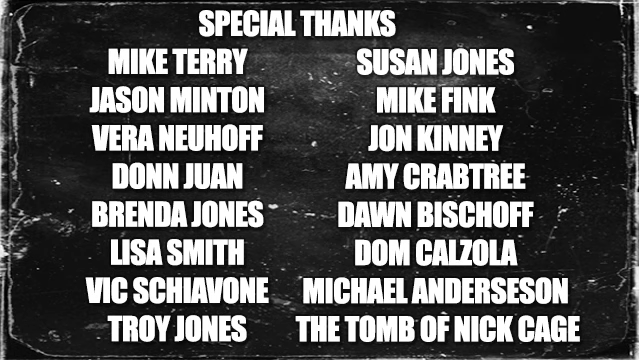 SPECIAL THANKS
MIKE TERRY
JASON MINTON
VERA NEUHOFF
DONN JUAN
BRENDA JONES
LISA SMITH
VIC SCHIAVONE
TROY JONES
SUSAN JONES
MIKE FINK
JON KINNEY
AMY CRABTREE
DAWN BISCHOFF
DOM CALZOLA
MICHAEL ANDERSESON
THE TOMB OF NICK CAGE